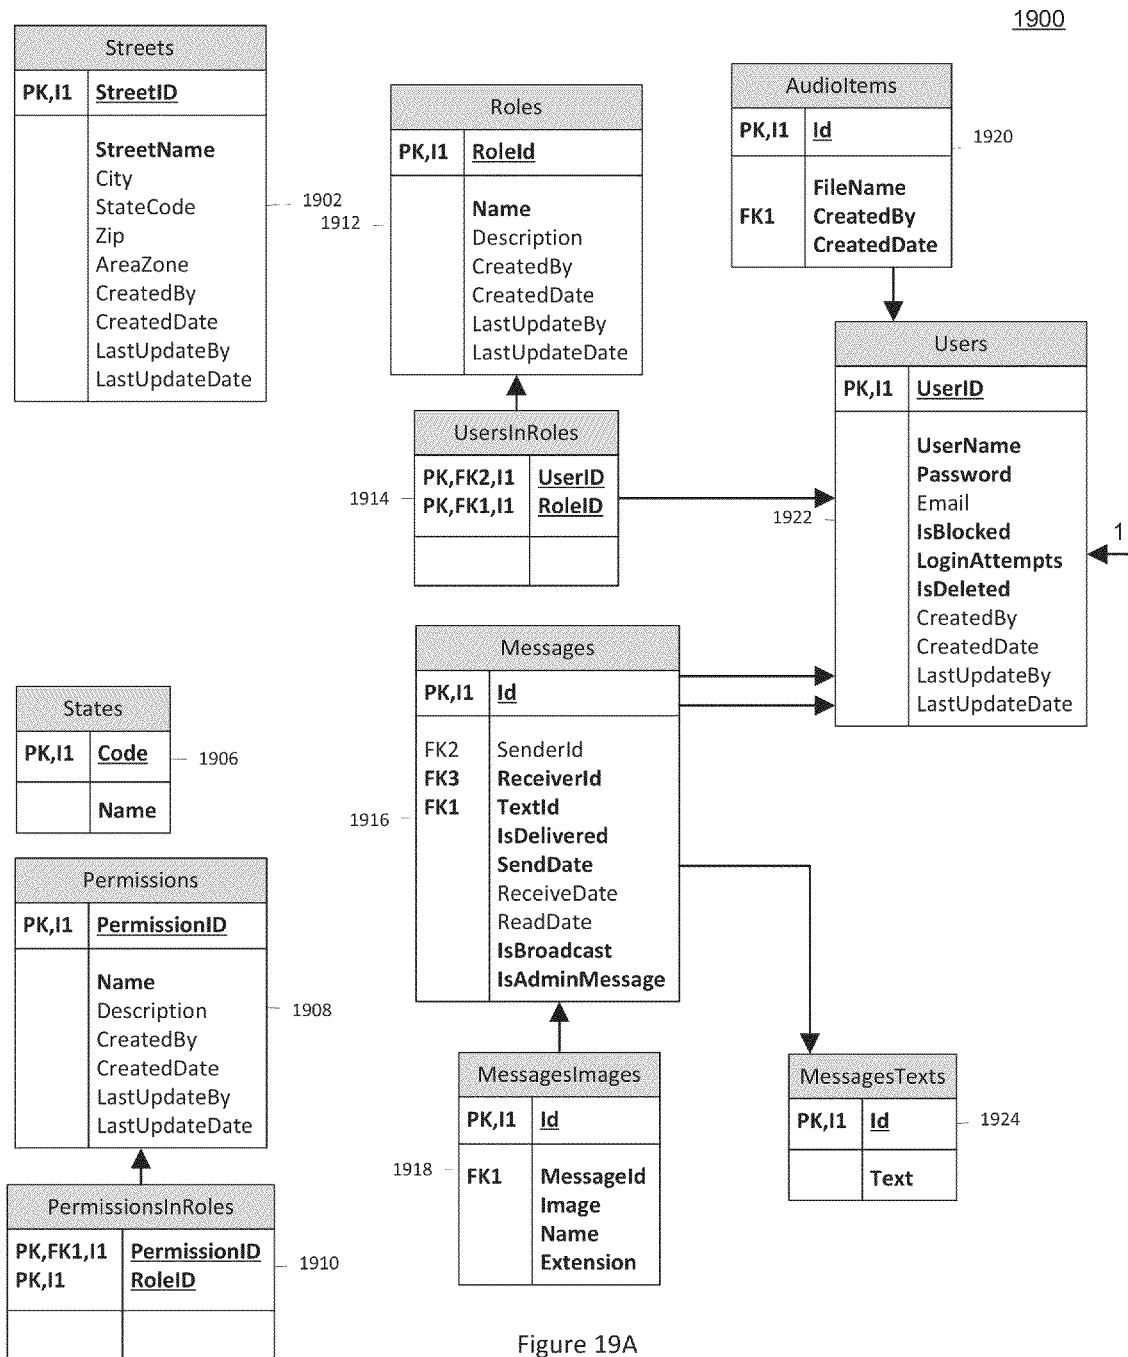 1900
Streets
PK,I1 StreetID
StreetName
City
StateCode
Zip
AreaZone
CreatedBy
CreatedDate
LastUpdateBy
LastUpdateDate
1902
Roles
PK,I1 RoleId
Name
Description
CreatedBy
CreatedDate
LastUpdateBy
LastUpdateDate
1912
AudioItems
PK,I1 Id
FileName
FK1 CreatedBy
CreatedDate
1920
UsersInRoles
PK,FK2,I1 UserID
PK,FK1,I1 RoleID
1914
Users
PK,I1 UserID
UserName
Password
Email
IsBlocked
LoginAttempts
IsDeleted
CreatedBy
CreatedDate
LastUpdateBy
LastUpdateDate
1922
1
Messages
PK,I1 Id
FK2 SenderId
FK3 ReceiverId
FK1 TextId
IsDelivered
SendDate
ReceiveDate
ReadDate
IsBroadcast
IsAdminMessage
1916
States
PK,I1 Code
Name
1906
Permissions
PK,I1 PermissionID
Name
Description
CreatedBy
CreatedDate
LastUpdateBy
LastUpdateDate
1908
MessagesImages
PK,I1 Id
FK1 MessageId
Image
Name
Extension
1918
MessagesTexts
PK,I1 Id
Text
1924
PermissionsInRoles
PK,FK1,I1 PermissionID
PK,I1 RoleID
1910
Figure 19A